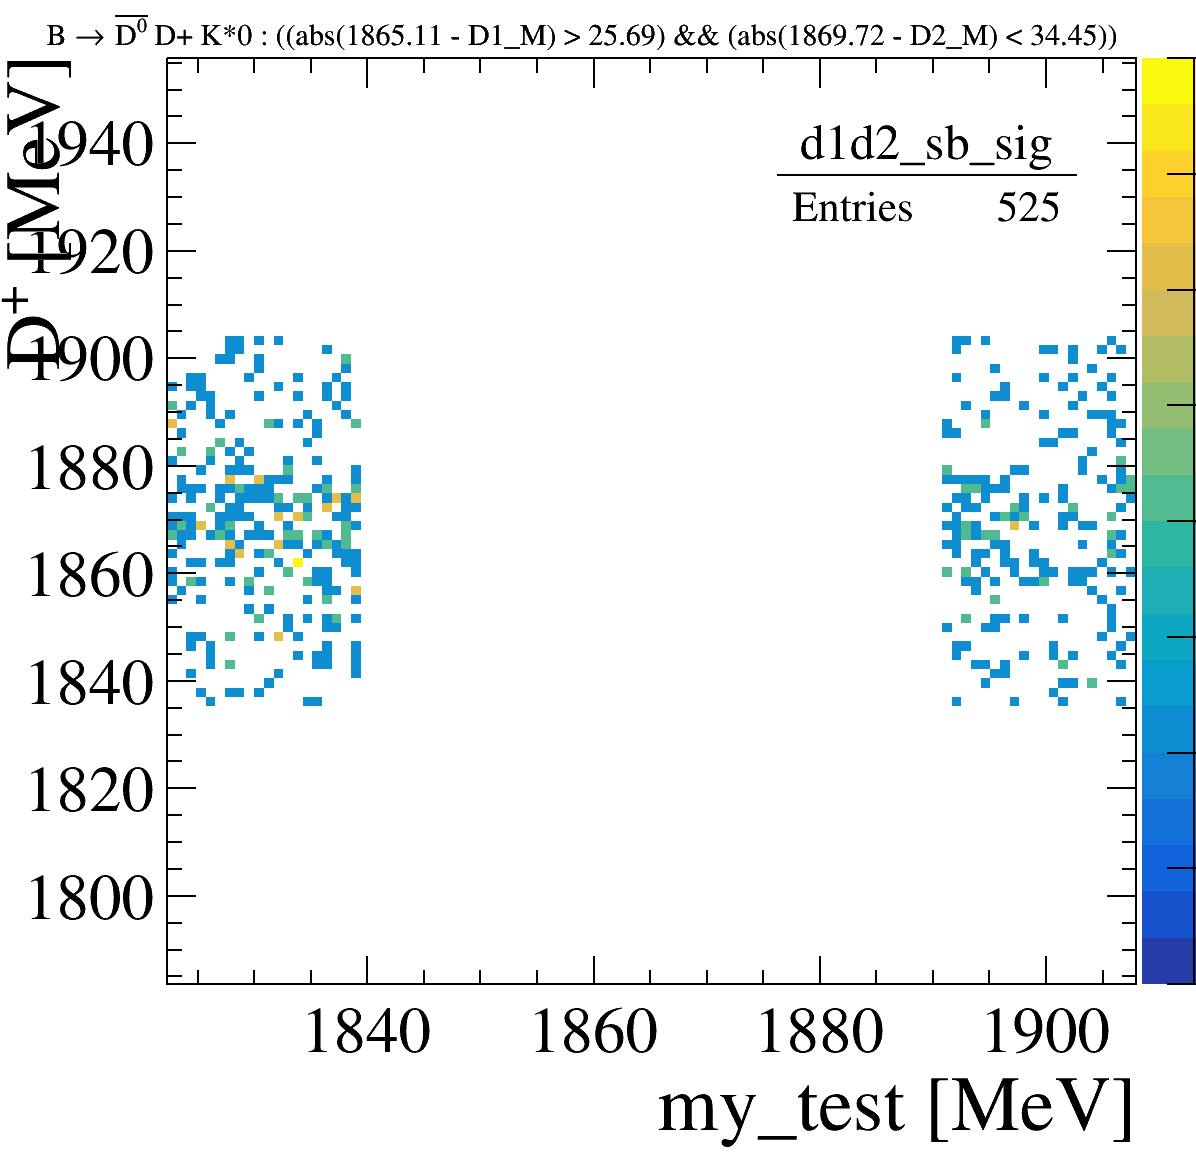 B → D⁰ D+ K*0 : ((abs(1865.11 - D1_M) > 25.69) && (abs(1869.72 - D2_M) < 34.45))
D⁺ [MeV]
d1d2_sb_sig
Entries 525
1940
1920
1900
1880
1860
1840
1820
1800
1840 1860 1880 1900
my_test [MeV]